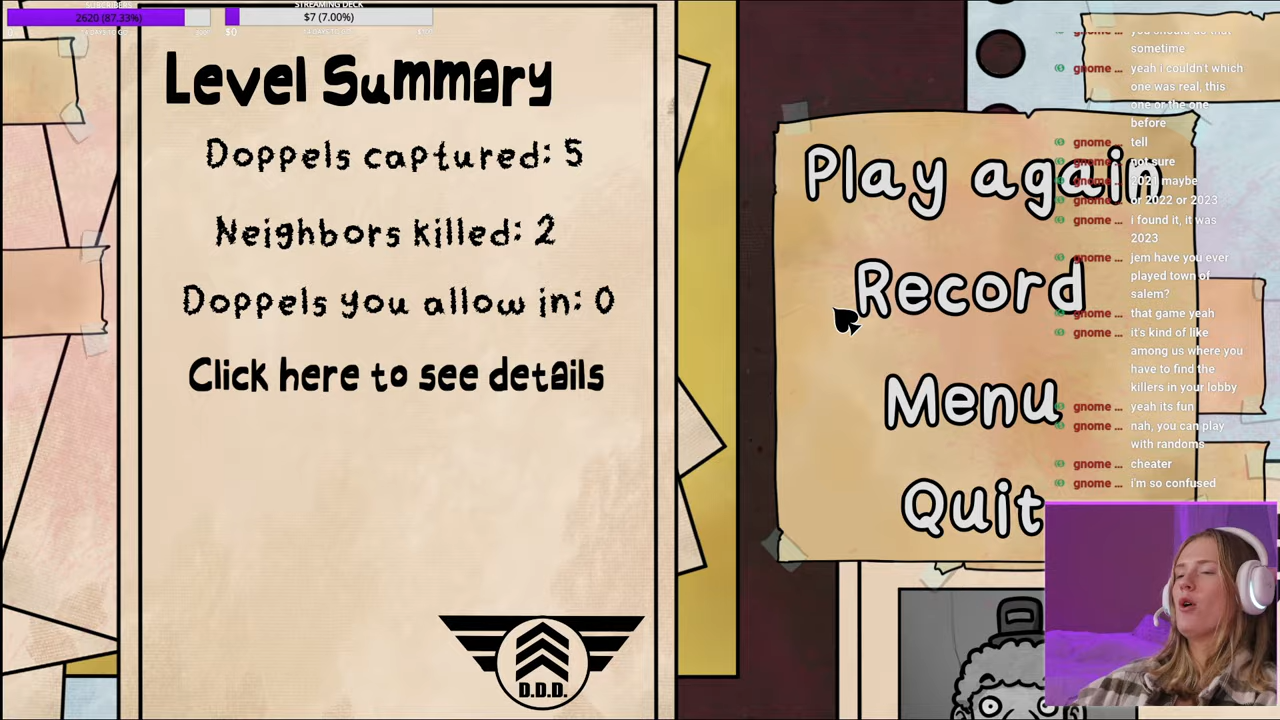 2620 (87.33%)
STREAMING DECK
$7 (7.00%)
$0
Level Summary
Doppels captured: 5
Neighbors killed: 2
Doppels you allow in: 0
Click here to see details
D.D.D.
Play again
Record
Menu
Quit
sometime
gnome ... yeah i couldn't which
one was real, this
one or the one
before
gnome ... tell
gnome ... not sure
gnome ... 2021 maybe
gnome ... or 2022 or 2023
gnome ... i found it, it was
2023
gnome ... jem have you ever
played town of
salem?
gnome ... that game yeah
gnome ... it's kind of like
among us where you
have to find the
killers in your lobby
gnome ... yeah its fun
gnome ... nah, you can play
with randoms
gnome ... cheater
gnome ... i'm so confused